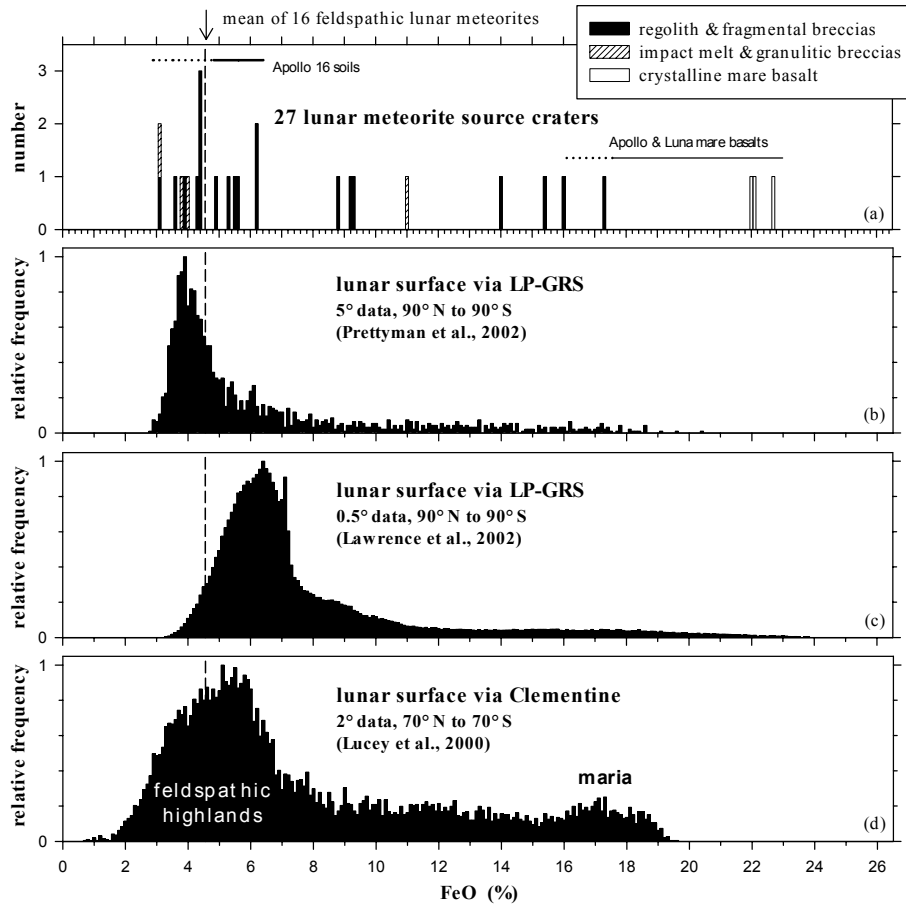 mean of 16 feldspathic lunar meteorites
regolith & fragmental breccias
impact melt & granulitic breccias
crystalline mare basalt
number
3
2
1
0
Apollo 16 soils
27 lunar meteorite source craters
Apollo & Luna mare basalts
(a)
relative frequency
1
0
lunar surface via LP-GRS
5° data, 90° N to 90° S
(Prettyman et al., 2002)
(b)
relative frequency
1
0
lunar surface via LP-GRS
0.5° data, 90° N to 90° S
(Lawrence et al., 2002)
(c)
relative frequency
1
0
lunar surface via Clementine
2° data, 70° N to 70° S
(Lucey et al., 2000)
maria
feldspathic
highlands
(d)
0 2 4 6 8 10 12 14 16 18 20 22 24 26
FeO (%)